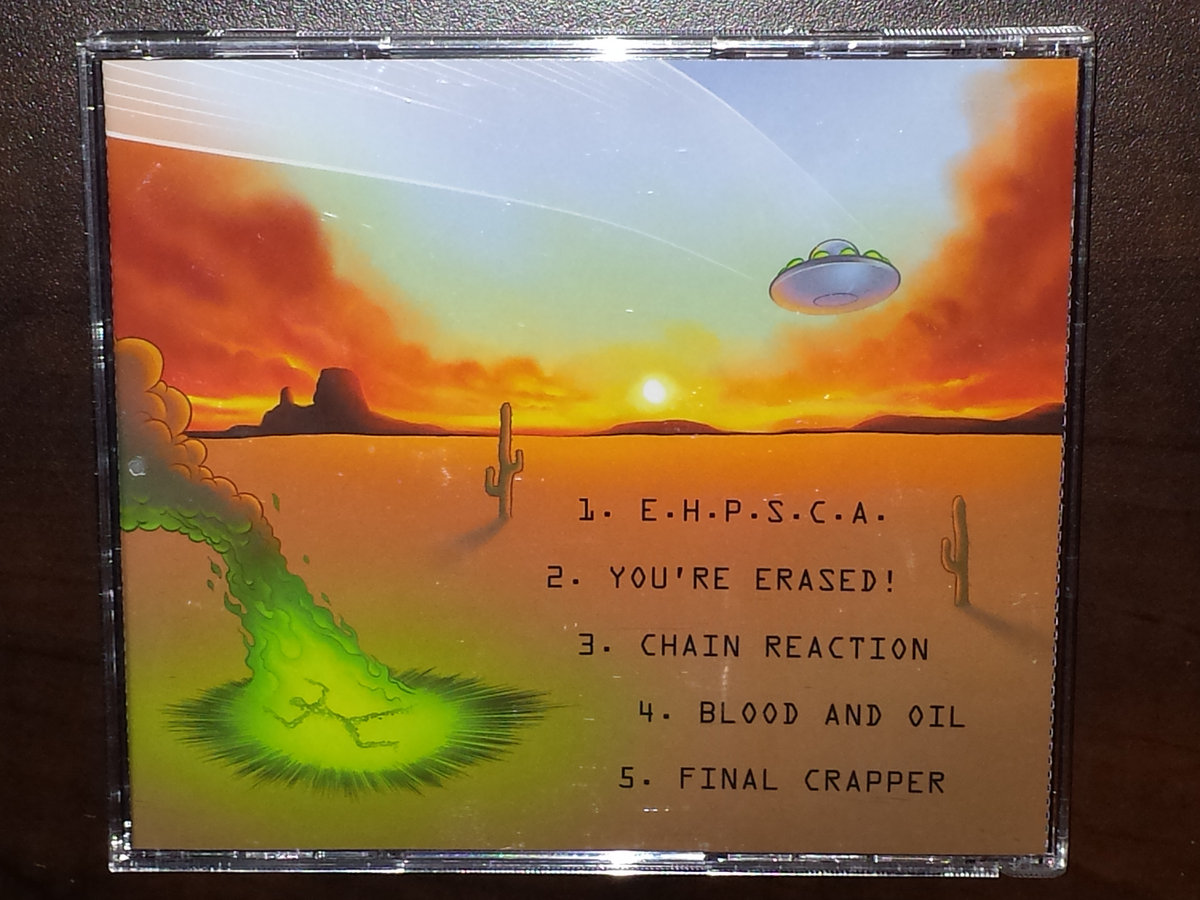 1. E.H.P.S.C.A.
2. YOU'RE ERASED!
3. CHAIN REACTION
4. BLOOD AND OIL
5. FINAL CRAPPER